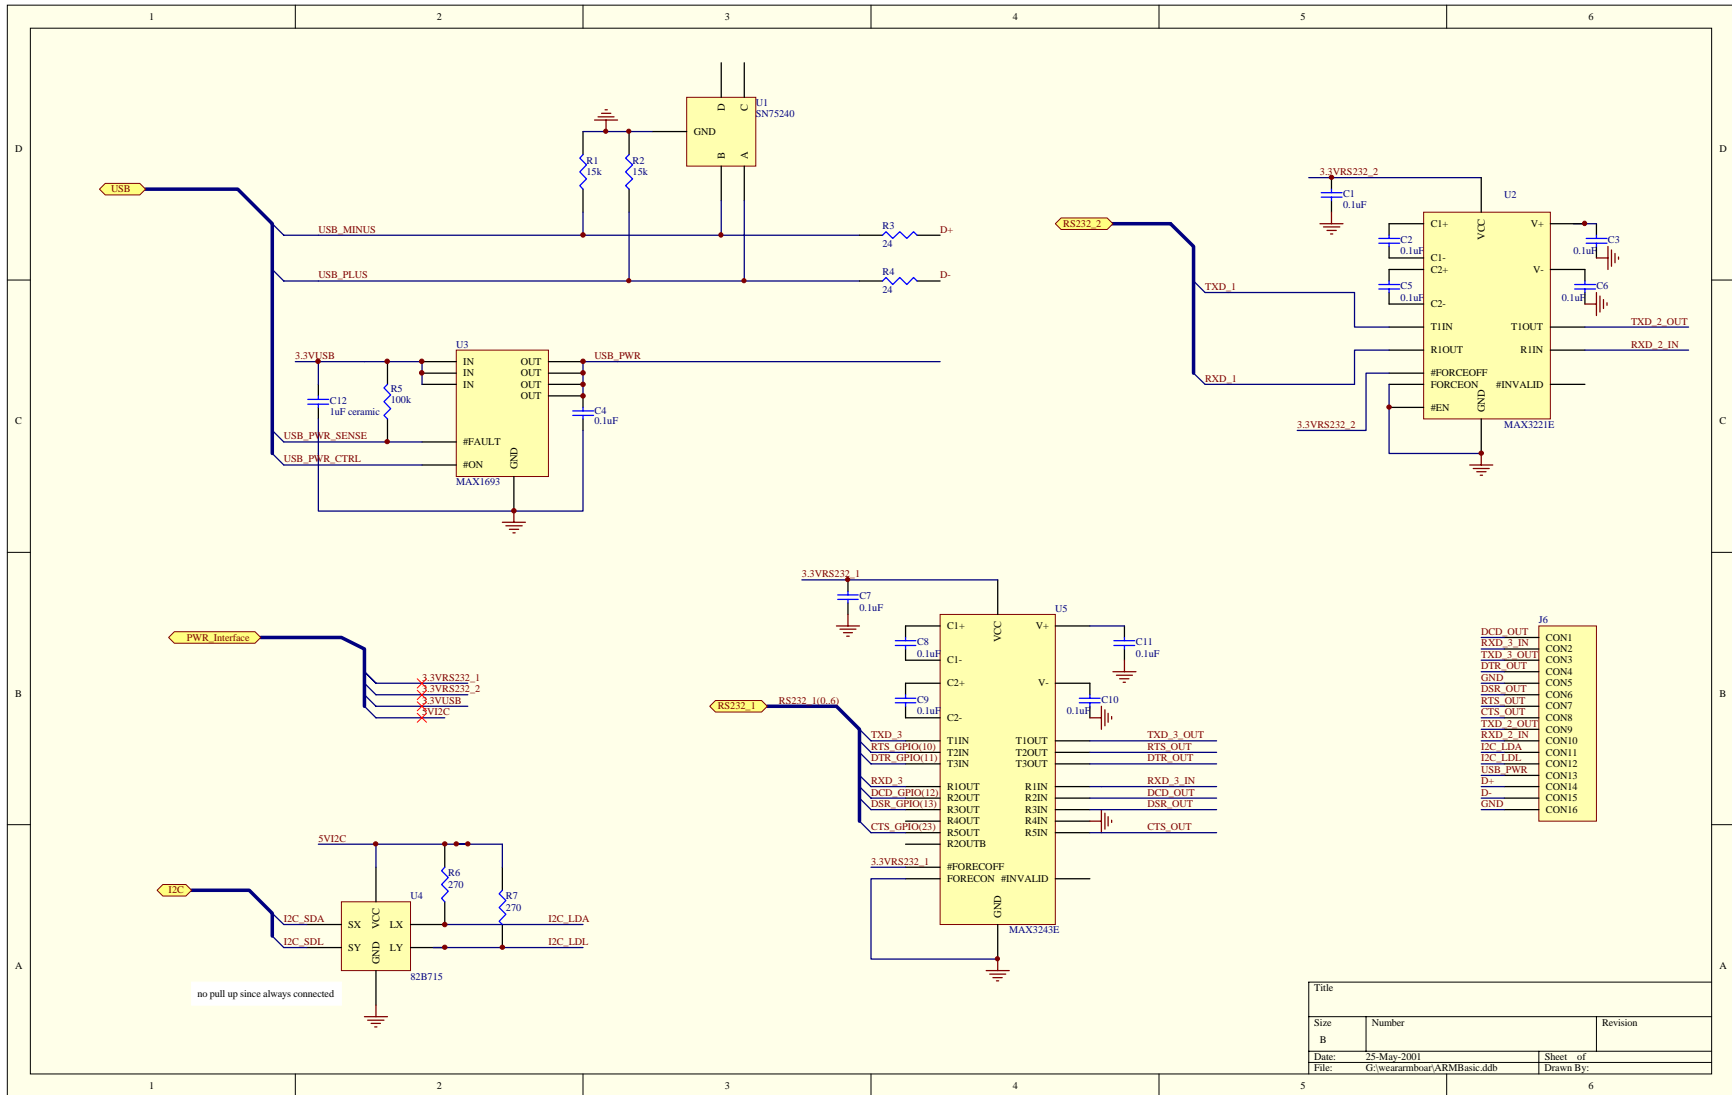 1 2 3 4 5 6
D D
C C
B B
A A
USB
USB_MINUS
USB_PLUS
R1
15k
R2
15k
GND
D
C
B
A
U1
SN75240
R3
24
D+
R4
24
D-
3.3VUSB
C12
1uF ceramic
R5
100k
USB_PWR_SENSE
USB_PWR_CTRL
U3
IN OUT
IN OUT
IN OUT
OUT
#FAULT
#ON
GND
MAX1693
USB_PWR
C4
0.1uF
RS232_2
TXD_1
RXD_1
3.3VRS232_2
C1
0.1uF
U2
C2
0.1uF
C5
0.1uF
C1+ V+
C1-
C2+ V-
C2-
VCC
T1IN T1OUT
R1OUT R1IN
#FORCEOFF
FORCEON #INVALID
#EN
GND
MAX3221E
C3
0.1uF
C6
0.1uF
TXD_2_OUT
RXD_2_IN
3.3VRS232_2
PWR_Interface
3.3VRS232_1
3.3VRS232_2
3.3VUSB
5VI2C
3.3VRS232_1
C7
0.1uF
U5
C8
0.1uF
C9
0.1uF
C1+ V+
C1-
C2+ V-
C2-
VCC
C11
0.1uF
C10
0.1uF
RS232_1
RS232_1(0..6)
TXD_3
RTS_GPIO(10)
DTR_GPIO(11)
RXD_3
DCD_GPIO(12)
DSR_GPIO(13)
CTS_GPIO(23)
3.3VRS232_1
T1IN T1OUT
T2IN T2OUT
T3IN T3OUT
R1OUT R1IN
R2OUT R2IN
R3OUT R3IN
R4OUT R4IN
R5OUT R5IN
R2OUTB
#FORECOFF
FORECON #INVALID
GND
MAX3243E
TXD_3_OUT
RTS_OUT
DTR_OUT
RXD_3_IN
DCD_OUT
DSR_OUT
CTS_OUT
J6
DCD_OUT CON1
RXD_3_IN CON2
TXD_3_OUT CON3
DTR_OUT CON4
GND CON5
DSR_OUT CON6
RTS_OUT CON7
CTS_OUT CON8
TXD_2_OUT CON9
RXD_2_IN CON10
I2C_LDA CON11
I2C_LDL CON12
USB_PWR CON13
D+ CON14
D- CON15
GND CON16
5VI2C
R6
270
R7
270
I2C
I2C_SDA
I2C_SDL
U4
SX LX
SY LY
VCC
GND
82B715
I2C_LDA
I2C_LDL
no pull up since always connected
Title
Size Number Revision
B
Date: 25-May-2001 Sheet of
File: G:\weararmboar\ARMBasic.ddb Drawn By:
1 2 3 4 5 6